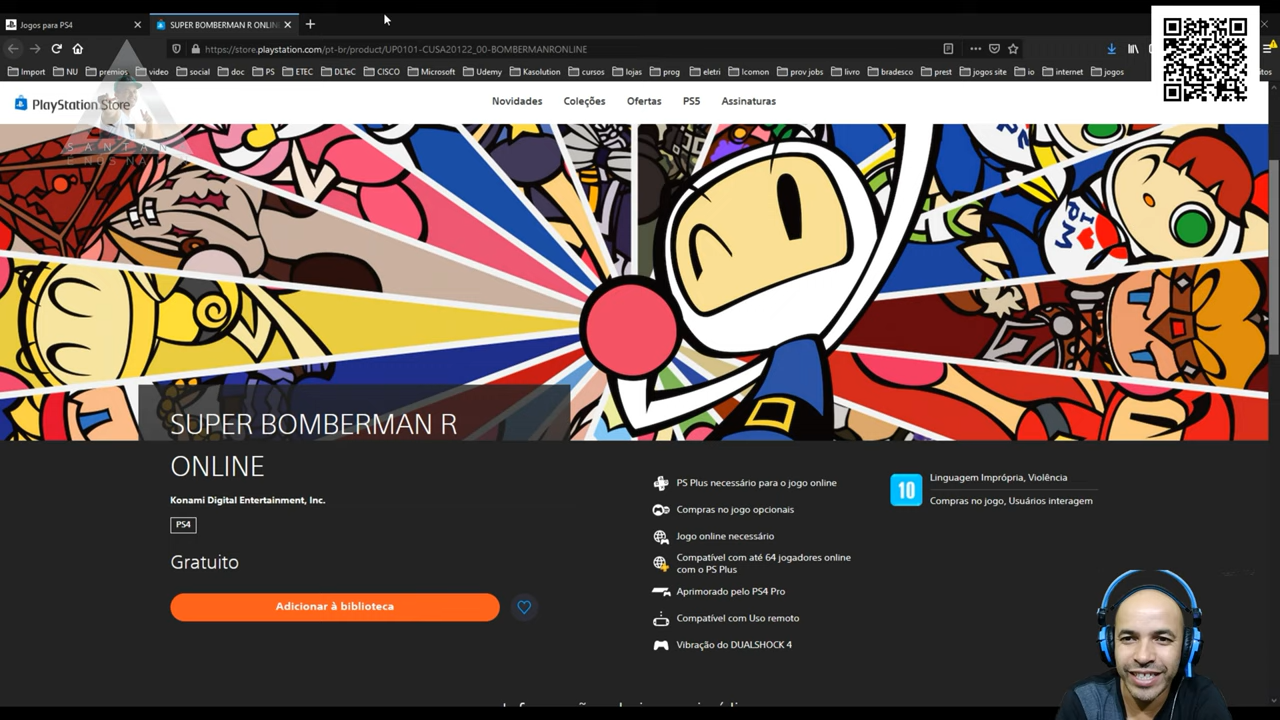 Jogos para PS4
SUPER BOMBERMAN R ONLIN
https://store.playstation.com/pt-br/product/UP0101-CUSA20122_00-BOMBERMANRONLINE
Import NU premios video social doc PS ETEC DLTeC CISCO Microsoft Udemy Kasolution cursos lojas prog eletri Icomon prov jobs livro bradesco prest jogos site io internet jogos
PlayStation Store
Novidades Coleções Ofertas PS5 Assinaturas
SANTAN
I ♥
PM
SUPER BOMBERMAN R
ONLINE
Konami Digital Entertainment, Inc.
PS4
Gratuito
Adicionar à biblioteca
PS Plus necessário para o jogo online
Compras no jogo opcionais
Jogo online necessário
Compatível com até 64 jogadores online
com o PS Plus
Aprimorado pelo PS4 Pro
Compatível com Uso remoto
Vibração do DUALSHOCK 4
10
Linguagem Imprópria, Violência
Compras no jogo, Usuários interagem